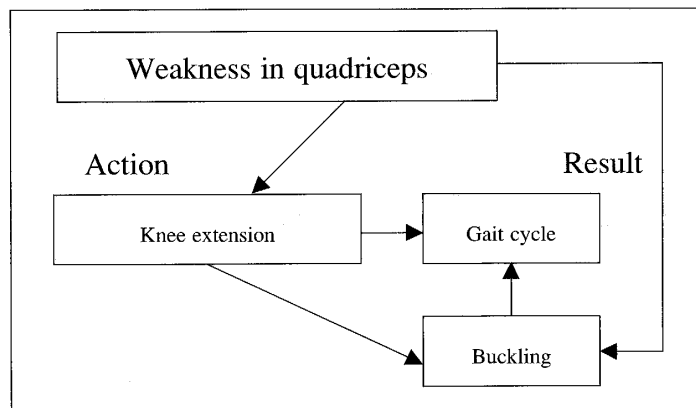 Weakness in quadriceps
Action
Result
Knee extension
Gait cycle
Buckling